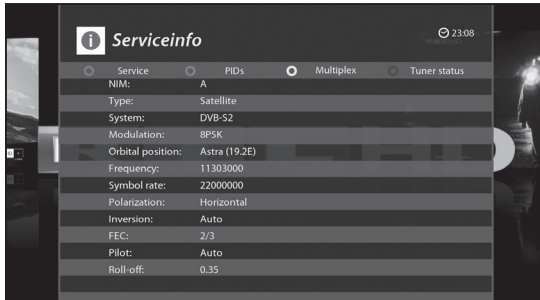 Serviceinfo
23:08
Service PIDs Multiplex Tuner status
NIM: A
Type: Satellite
System: DVB-S2
Modulation: 8PSK
Orbital position: Astra (19.2E)
Frequency: 11303000
Symbol rate: 22000000
Polarization: Horizontal
Inversion: Auto
FEC: 2/3
Pilot: Auto
Roll-off: 0.35